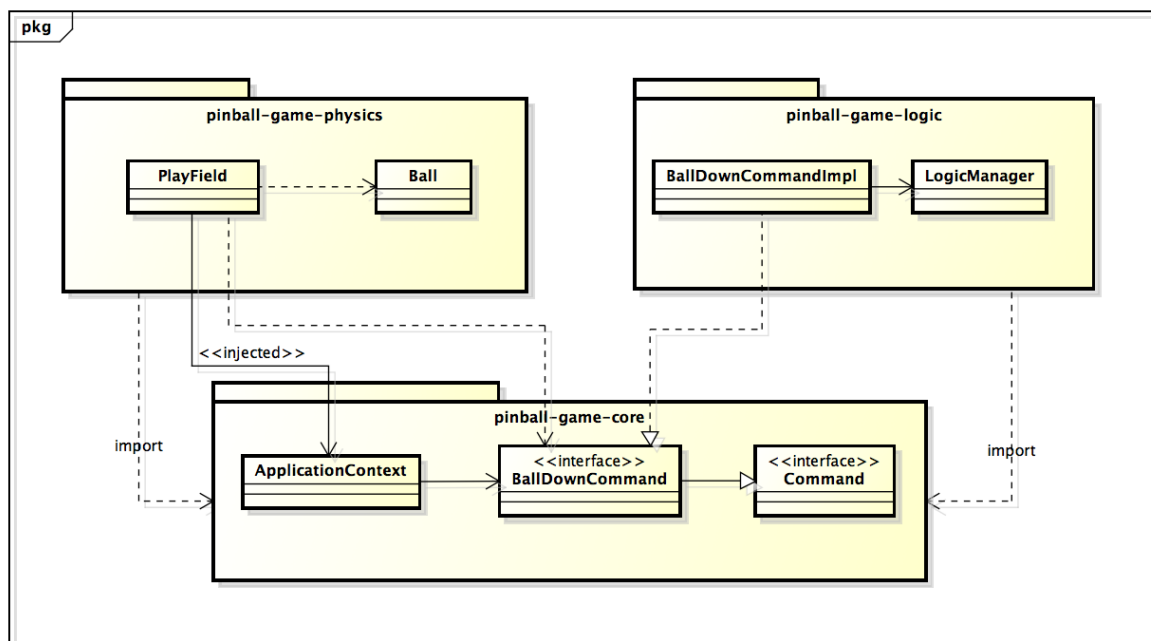 pkg
pinball-game-physics
pinball-game-logic
PlayField
Ball
BallDownCommandImpl
LogicManager
<<injected>>
pinball-game-core
import
import
ApplicationContext
<<interface>>
BallDownCommand
<<interface>>
Command